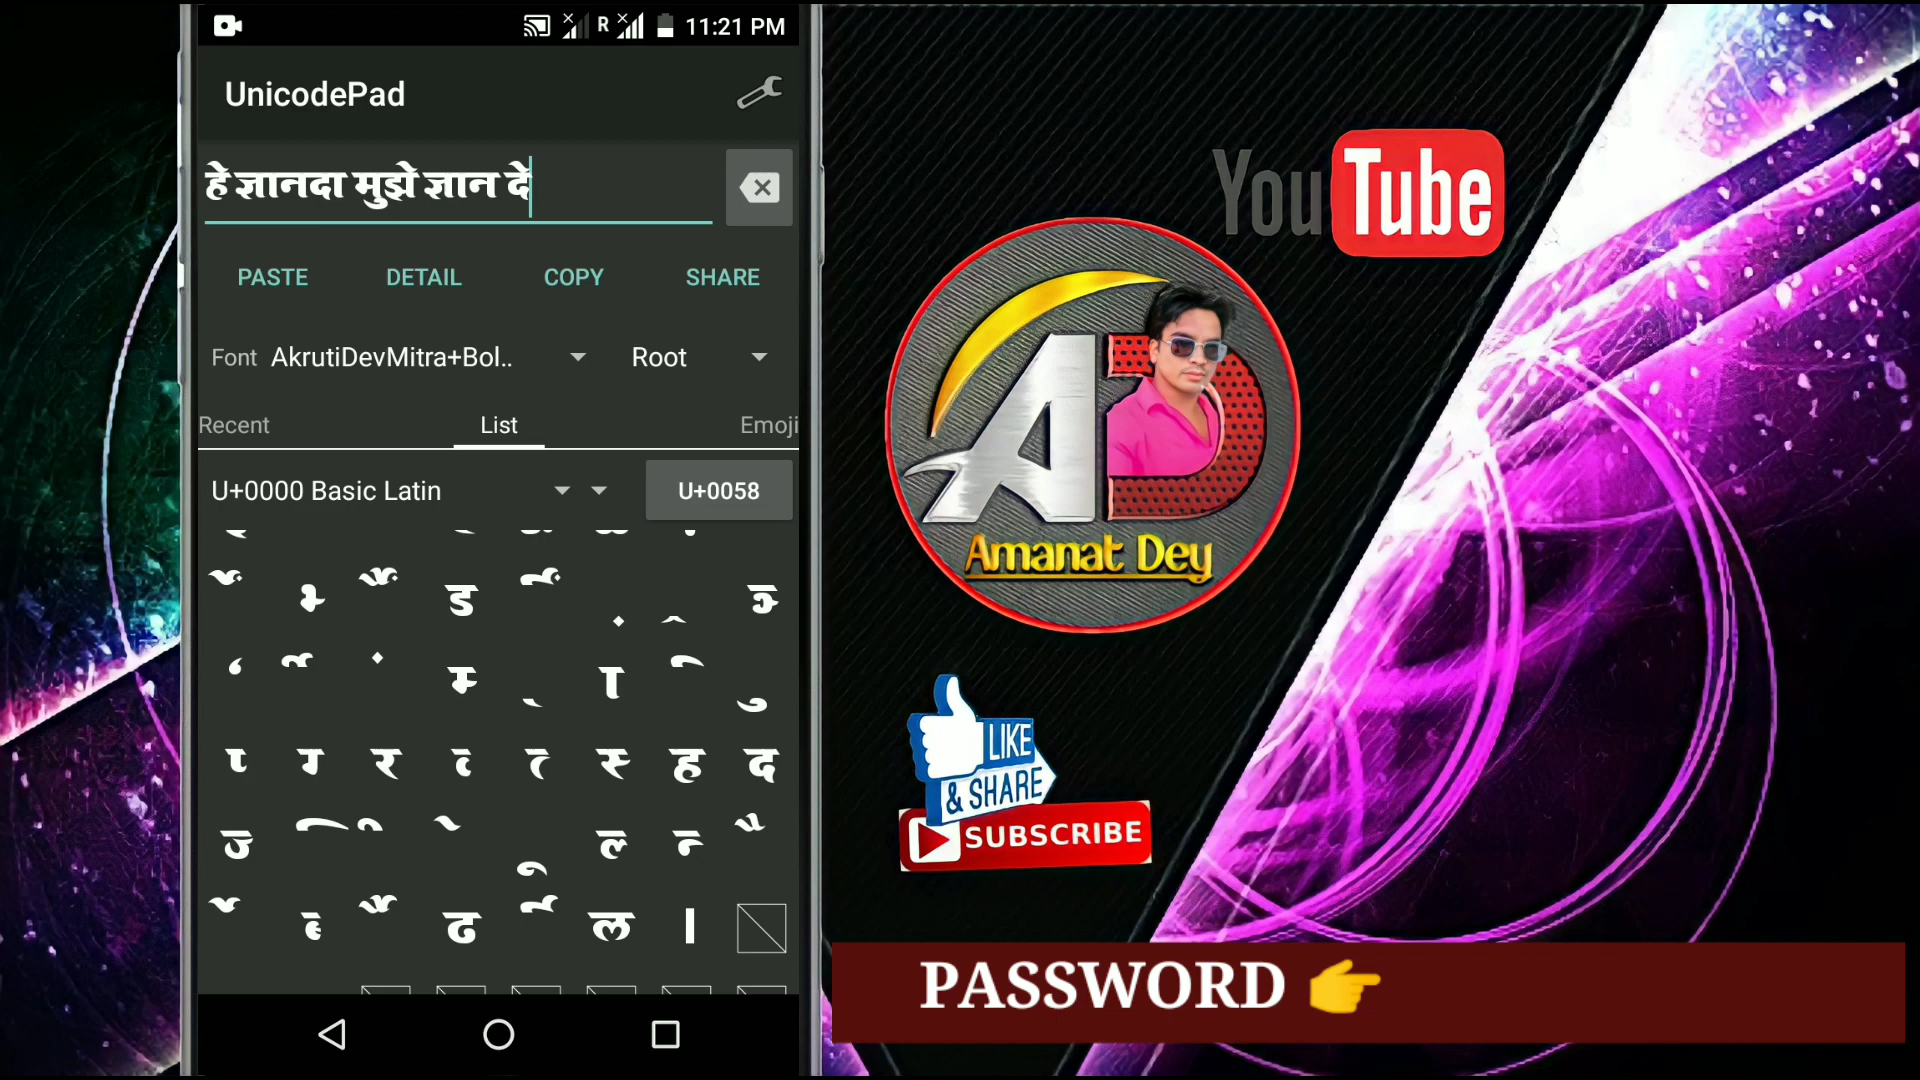 R 11:21 PM
UnicodePad
हे ज्ञानदा मुझे ज्ञान दे
PASTE DETAIL COPY SHARE
Font AkrutiDevMitra+Bol.. Root
Recent List Emoji
U+0000 Basic Latin U+0058
ड
र स ह द
ढ ल ।
YouTube
AD
Amanat Dey
LIKE
& SHARE
SUBSCRIBE
PASSWORD 👉